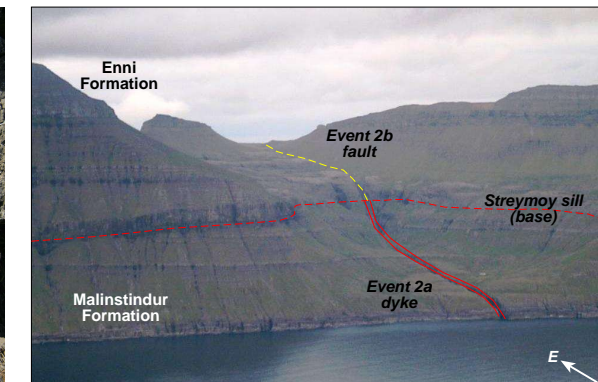 Enni
Formation
Event 2b
fault
Streymoy sill
(base)
Event 2a
dyke
Malinstindur
Formation
E